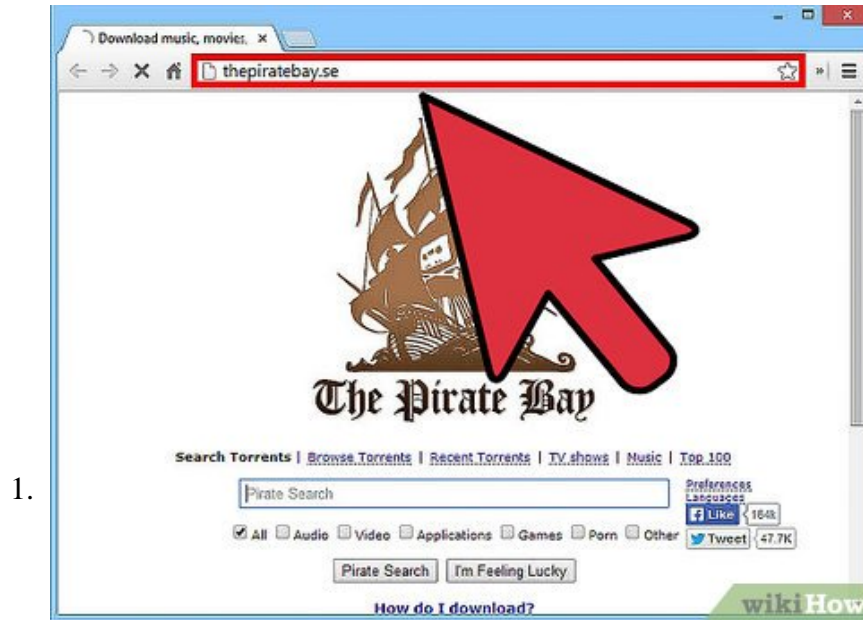 Download music, movies,
thepiratebay.se
The Pirate Bay
Search Torrents | Browse Torrents | Recent Torrents | TV shows | Music | Top 100
1.
Pirate Search
Preferences
Languages
Like 164k
All Audio Video Applications Games Porn Other
Tweet 47.7K
Pirate Search I'm Feeling Lucky
How do I download?
wikiHow